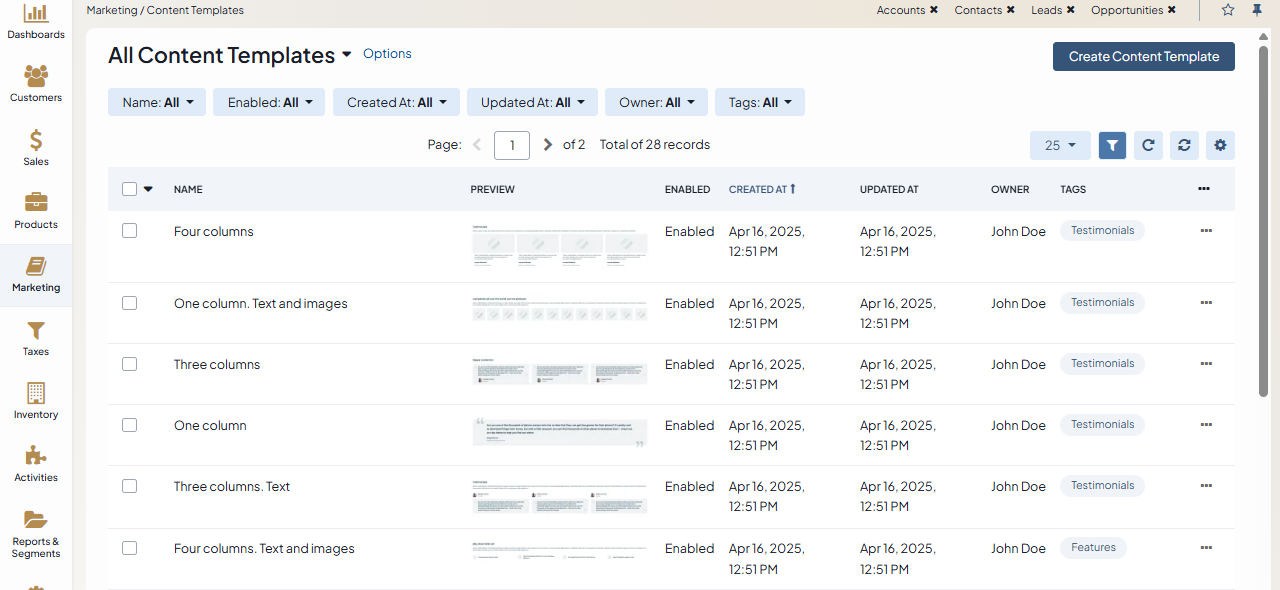 Marketing / Content Templates
Accounts ✖ Contacts ✖ Leads ✖ Opportunities ✖
Dashboards
Customers
Sales
Products
Marketing
Taxes
Inventory
Activities
Reports &
Segments
All Content Templates Options
Create Content Template
Name: All Enabled: All Created At: All Updated At: All Owner: All Tags: All
Page: 1 of 2 Total of 28 records
25
NAME PREVIEW ENABLED CREATED AT UPDATED AT OWNER TAGS
Four columns Enabled Apr 16, 2025, Apr 16, 2025, John Doe Testimonials
12:51 PM 12:51 PM
One column. Text and images Enabled Apr 16, 2025, Apr 16, 2025, John Doe Testimonials
12:51 PM 12:51 PM
Three columns Enabled Apr 16, 2025, Apr 16, 2025, John Doe Testimonials
12:51 PM 12:51 PM
One column Enabled Apr 16, 2025, Apr 16, 2025, John Doe Testimonials
12:51 PM 12:51 PM
Three columns. Text Enabled Apr 16, 2025, Apr 16, 2025, John Doe Testimonials
12:51 PM 12:51 PM
Four columns. Text and images Enabled Apr 16, 2025, Apr 16, 2025, John Doe Features
12:51 PM 12:51 PM